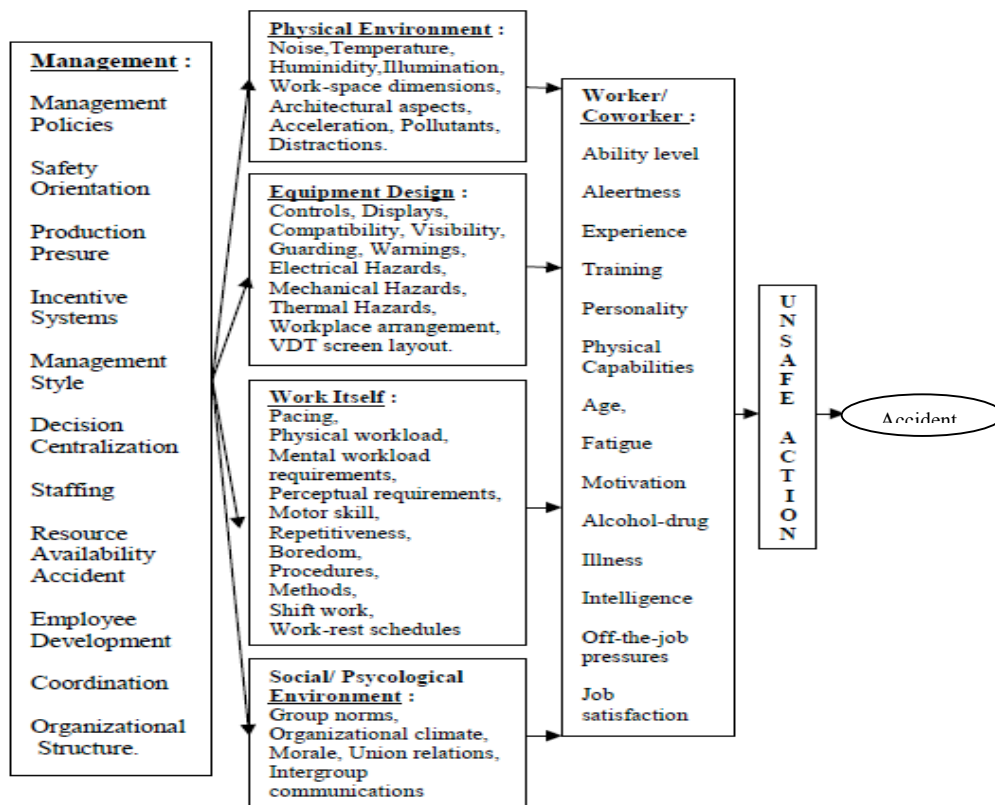 Management :
Management
Policies
Safety
Orientation
Production
Presure
Incentive
Systems
Management
Style
Decision
Centralization
Staffing
Resource
Availability
Accident
Employee
Development
Coordination
Organizational
Structure.
Physical Environment :
Noise,Temperature,
Huminidity,Illumination,
Work-space dimensions,
Architectural aspects,
Acceleration, Pollutants,
Distractions.
Equipment Design :
Controls, Displays,
Compatibility, Visibility,
Guarding, Warnings,
Electrical Hazards,
Mechanical Hazards,
Thermal Hazards,
Workplace arrangement,
VDT screen layout.
Work Itself :
Pacing,
Physical workload,
Mental workload
requirements,
Perceptual requirements,
Motor skill,
Repetitiveness,
Boredom,
Procedures,
Methods,
Shift work,
Work-rest schedules
Social/ Psycological
Environment :
Group norms,
Organizational climate,
Morale, Union relations,
Intergroup
communications
Worker/
Coworker :
Ability level
Aleertness
Experience
Training
Personality
Physical
Capabilities
Age,
Fatigue
Motivation
Alcohol-drug
Illness
Intelligence
Off-the-job
pressures
Job
satisfaction
UNSAFE ACTION
Accident